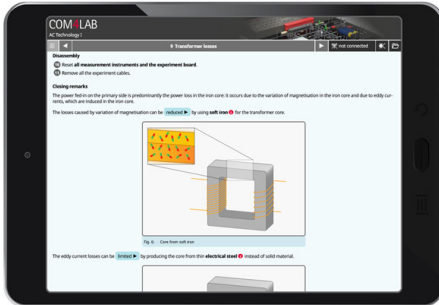 COM4LAB
AC Technology I
9 Transformer losses
not connected
Disassembly
Reset all measurement instruments and the experiment board.
Remove all the experiment cables.
Closing remarks
The power fed-in on the primary side is predominantly the power loss in the iron core; it occurs due to the variation of magnetisation in the iron core and due to eddy cur-
rents, which are induced in the iron core.
The losses caused by variation of magnetisation can be reduced ▶ by using soft iron for the transformer core.
Fig. 6: Core from soft iron
The eddy current losses can be limited ▶ by producing the core from thin electrical steel instead of solid material.